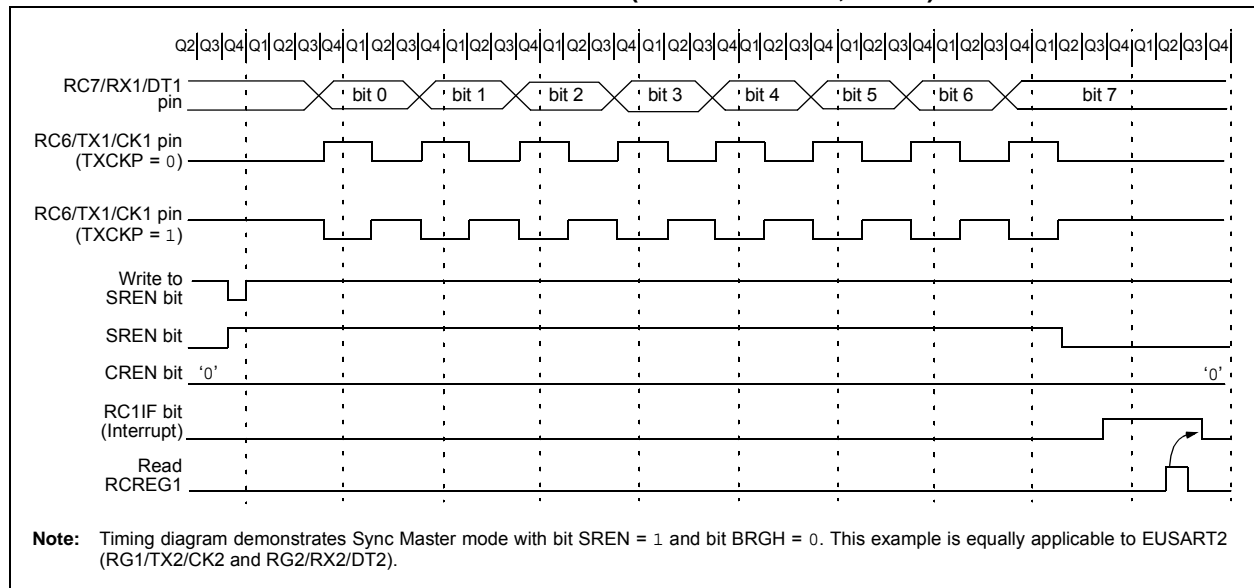 Q2 Q3 Q4 Q1 Q2 Q3 Q4 Q1 Q2 Q3 Q4 Q1 Q2 Q3 Q4 Q1 Q2 Q3 Q4 Q1 Q2 Q3 Q4 Q1 Q2 Q3 Q4 Q1 Q2 Q3 Q4 Q1 Q2 Q3 Q4 Q1 Q2 Q3 Q4 Q1 Q2 Q3 Q4
RC7/RX1/DT1
pin
bit 0 bit 1 bit 2 bit 3 bit 4 bit 5 bit 6 bit 7
RC6/TX1/CK1 pin
(TXCKP = 0)
RC6/TX1/CK1 pin
(TXCKP = 1)
Write to
SREN bit
SREN bit
CREN bit ‘0’ ‘0’
RC1IF bit
(Interrupt)
Read
RCREG1
Note: Timing diagram demonstrates Sync Master mode with bit SREN = 1 and bit BRGH = 0. This example is equally applicable to EUSART2
(RG1/TX2/CK2 and RG2/RX2/DT2).